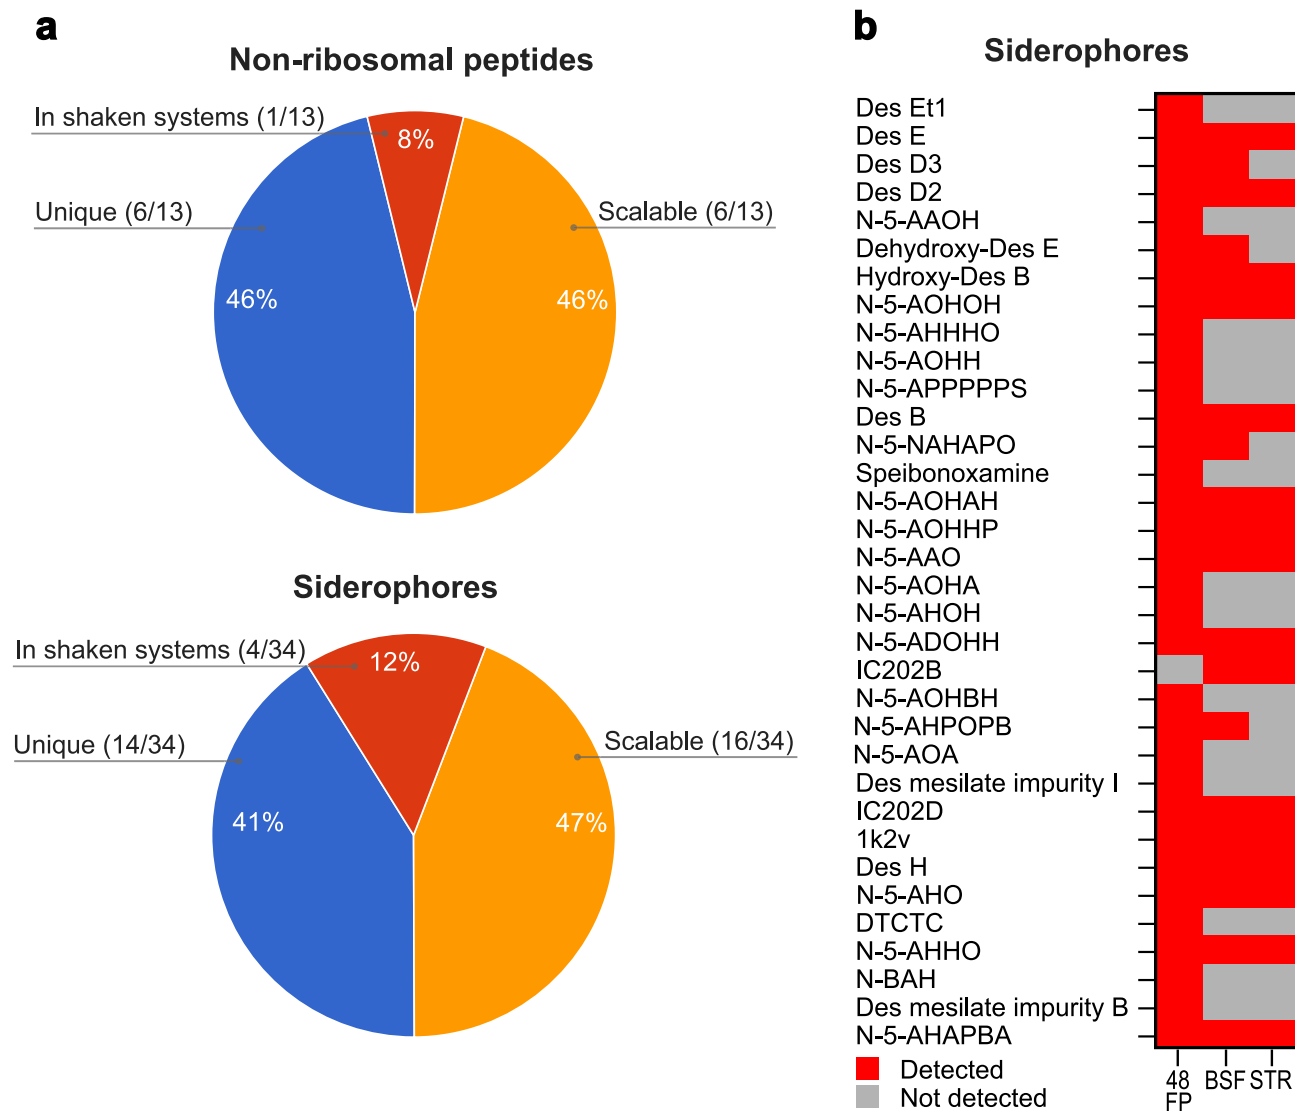 a
Non-ribosomal peptides
In shaken systems (1/13)
8%
Unique (6/13)
Scalable (6/13)
46%
46%
Siderophores
In shaken systems (4/34)
12%
Unique (14/34)
Scalable (16/34)
41%
47%
b
Siderophores
Des Et1
Des E
Des D3
Des D2
N-5-AAOH
Dehydroxy-Des E
Hydroxy-Des B
N-5-AOHOH
N-5-AHHHO
N-5-AOHH
N-5-APPPPPS
Des B
N-5-NAHAPO
Speibonoxamine
N-5-AOHAH
N-5-AOHHP
N-5-AAO
N-5-AOHA
N-5-AHOH
N-5-ADOHH
IC202B
N-5-AOHBH
N-5-AHPOPB
N-5-AOA
Des mesilate impurity I
IC202D
1k2v
Des H
N-5-AHO
DTCTC
N-5-AHHO
N-BAH
Des mesilate impurity B
N-5-AHAPBA
Detected
Not detected
48 FP
BSF
STR